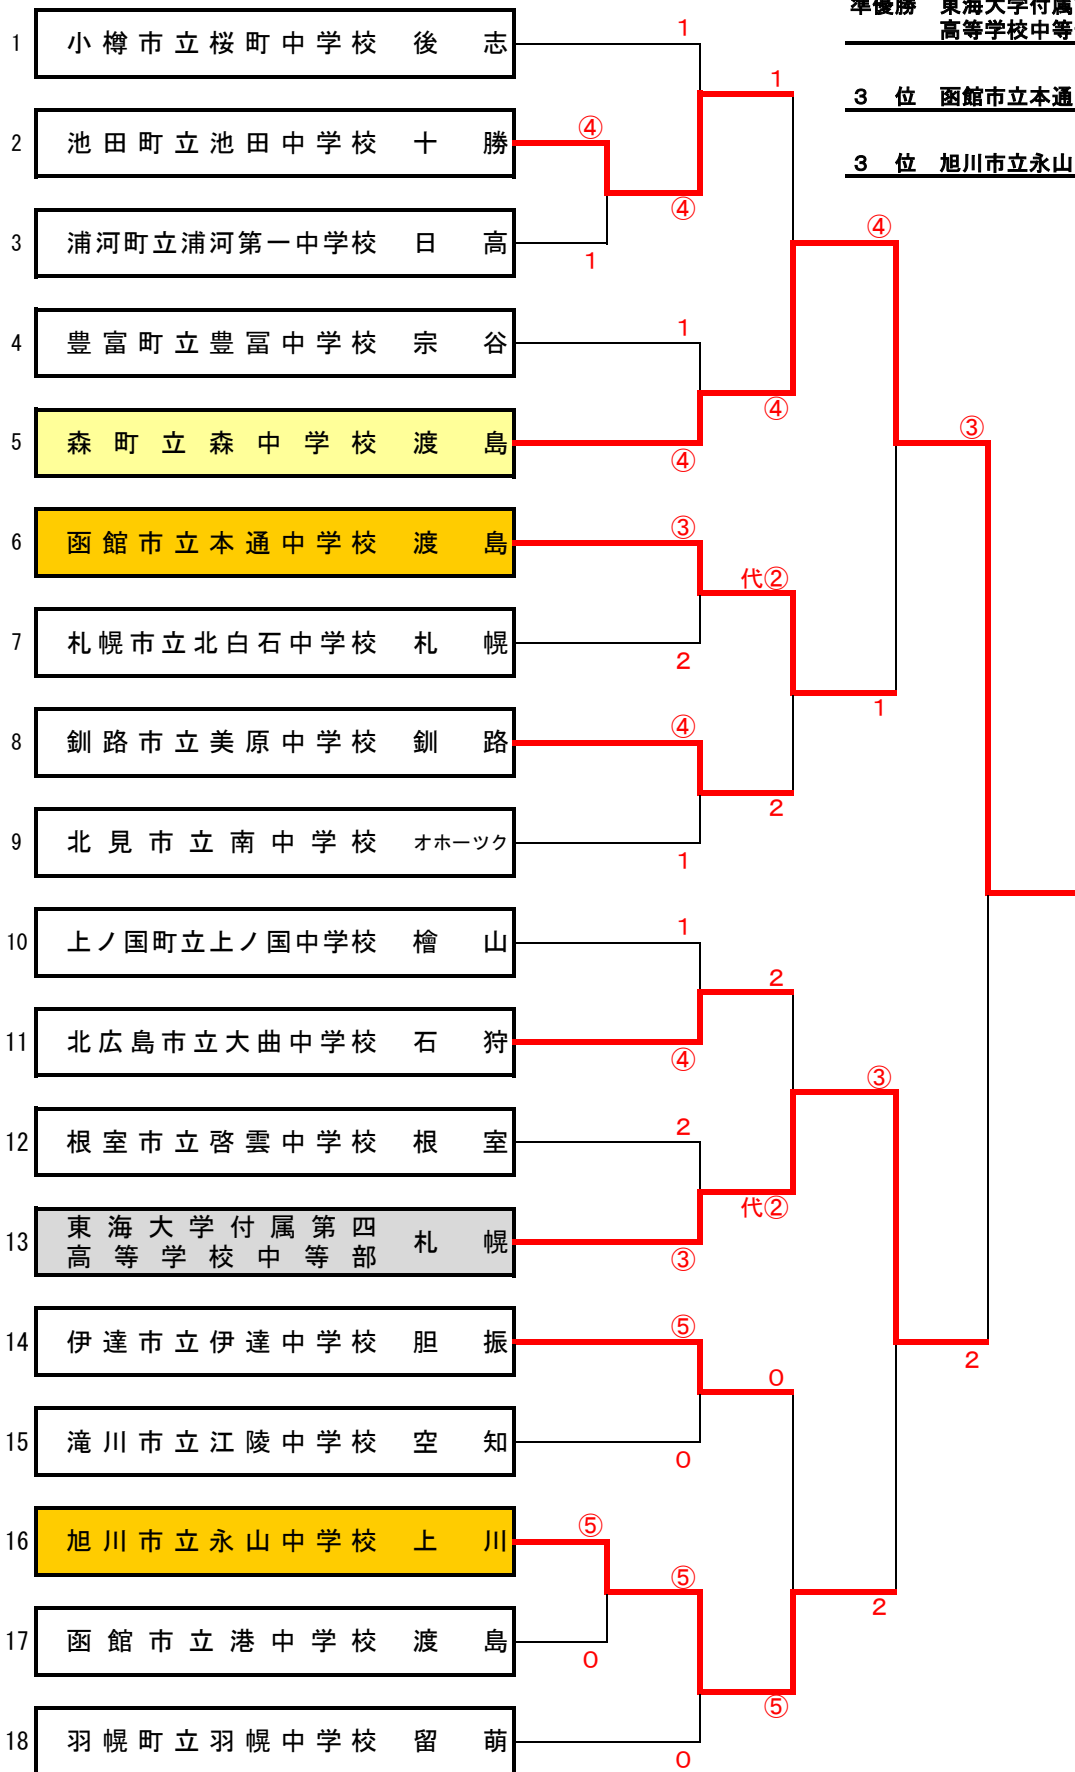 準優勝 東海大学付属
高等学校中等
3 位 函館市立本通
3 位 旭川市立永山
1 小樽市立桜町中学校 後志
1
1
2 池田町立池田中学校 十勝
④
④
3 浦河町立浦河第一中学校 日高
1
④
4 豊富町立豊冨中学校 宗谷
1
④
5 森町立森中学校 渡島
④
③
6 函館市立本通中学校 渡島
③
代②
7 札幌市立北白石中学校 札幌
2
1
8 釧路市立美原中学校 釧路
④
2
9 北見市立南中学校 オホーツク
1
10 上ノ国町立上ノ国中学校 檜山
1
2
11 北広島市立大曲中学校 石狩
④
③
12 根室市立啓雲中学校 根室
2
代②
13 東海大学付属第四
高等学校中等部 札幌
③
14 伊達市立伊達中学校 胆振
⑤
0
2
15 滝川市立江陵中学校 空知
0
16 旭川市立永山中学校 上川
⑤
⑤
2
17 函館市立港中学校 渡島
0
⑤
18 羽幌町立羽幌中学校 留萌
0